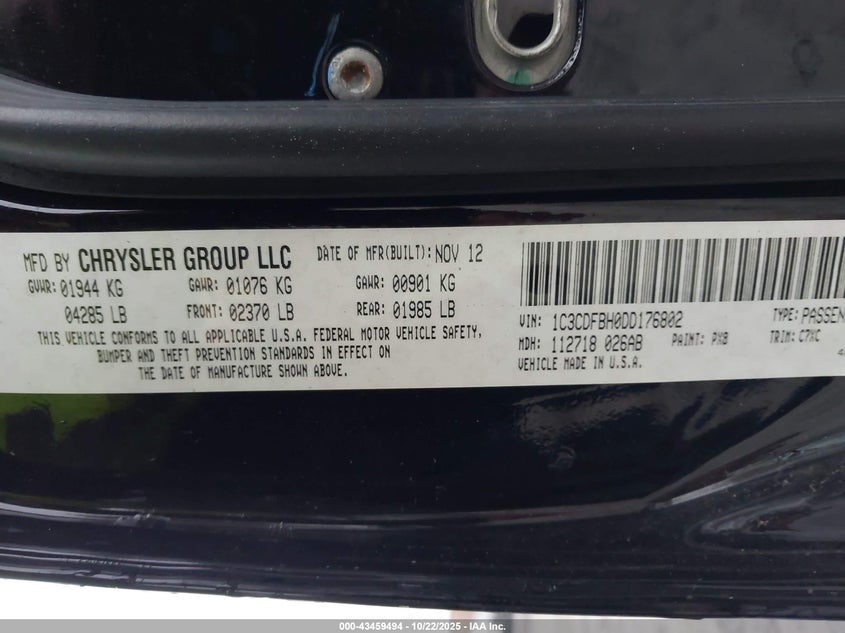 MFD BY CHRYSLER GROUP LLC DATE OF MFR(BUILT): NOV 12
GVWR: 01944 KG GAWR: 01076 KG GAWR: 00901 KG
04285 LB FRONT: 02370 LB REAR: 01985 LB
THIS VEHICLE CONFORMS TO ALL APPLICABLE U.S.A. FEDERAL MOTOR VEHICLE SAFETY,
BUMPER AND THEFT PREVENTION STANDARDS IN EFFECT ON
THE DATE OF MANUFACTURE SHOWN ABOVE.
VIN: 1C3CDFBH0DD176802 TYPE: PASSEN
MDH: 112718 026AB PAINT: PX8 TRIM: C7XC
VEHICLE MADE IN U.S.A.
000-43459494 - 10/22/2025 - IAA Inc.